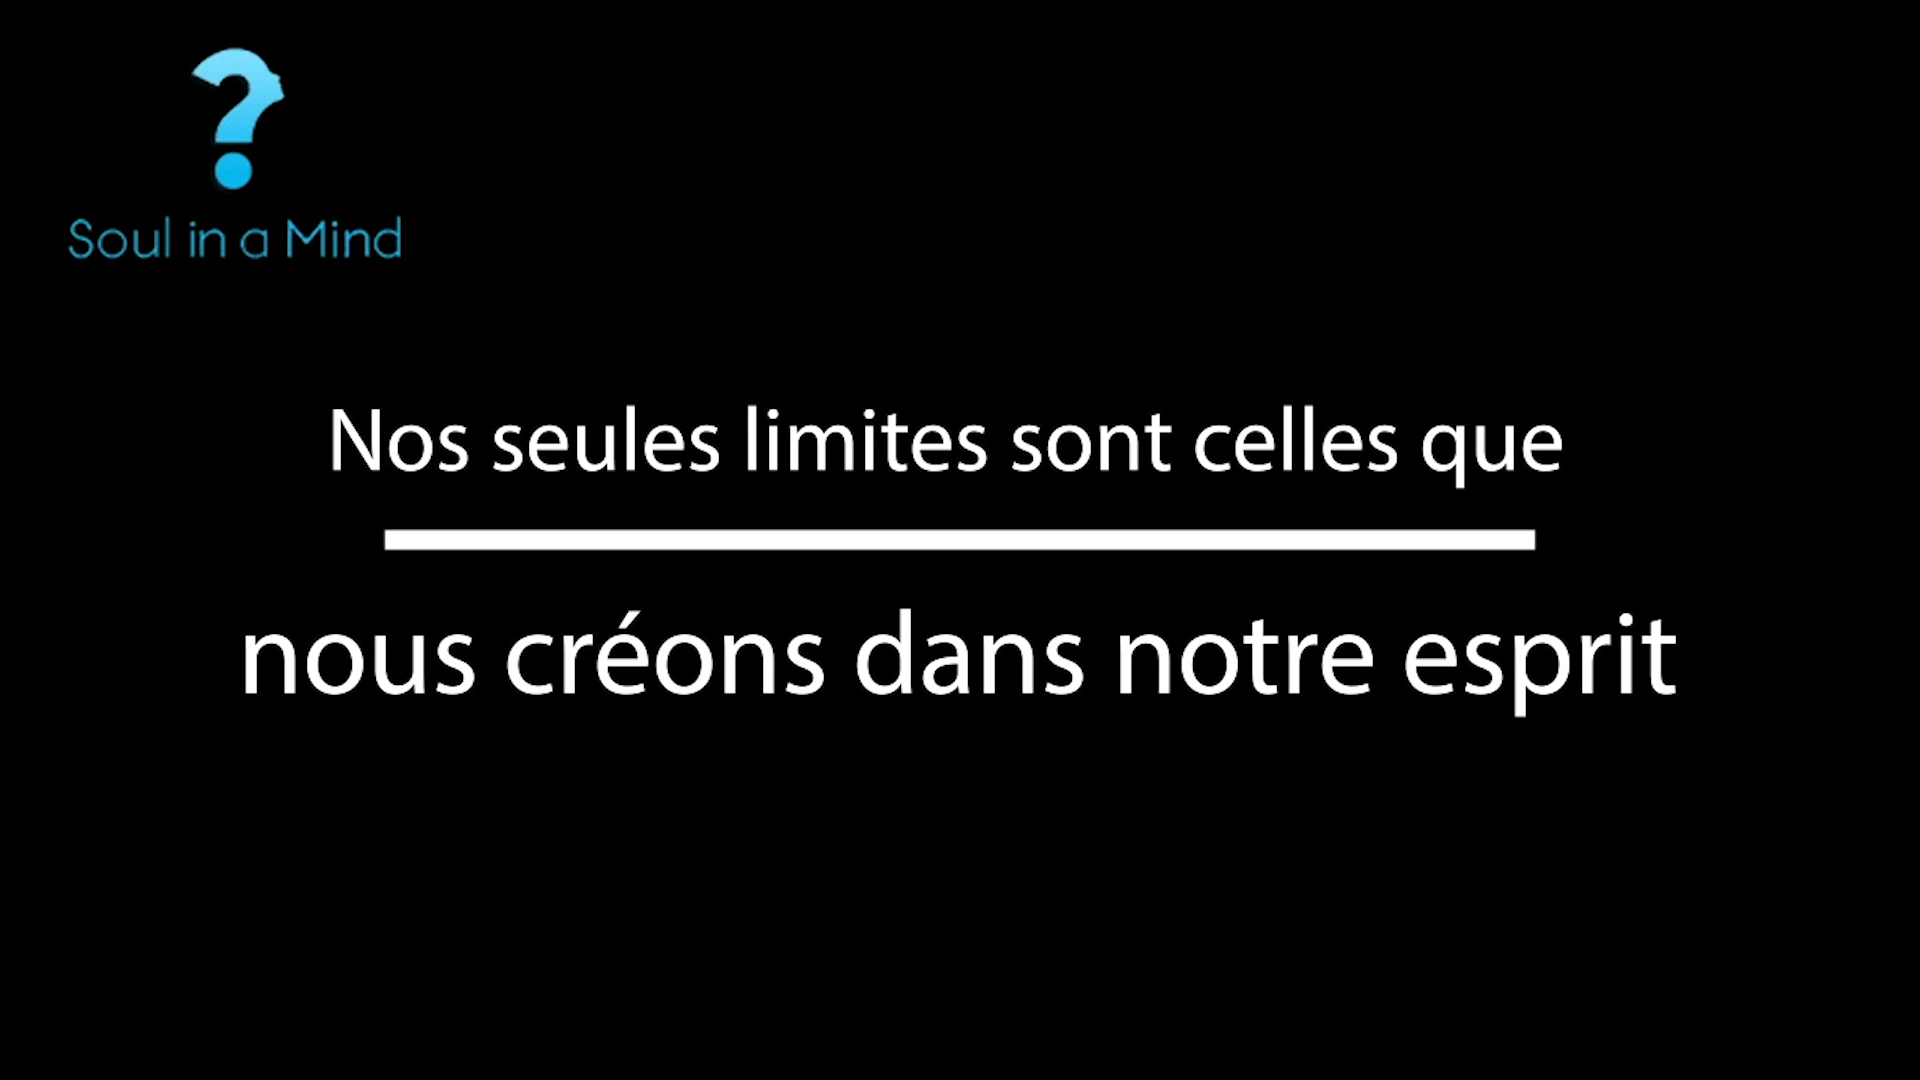 Soul in a Mind
Nos seules limites sont celles que
nous créons dans notre esprit